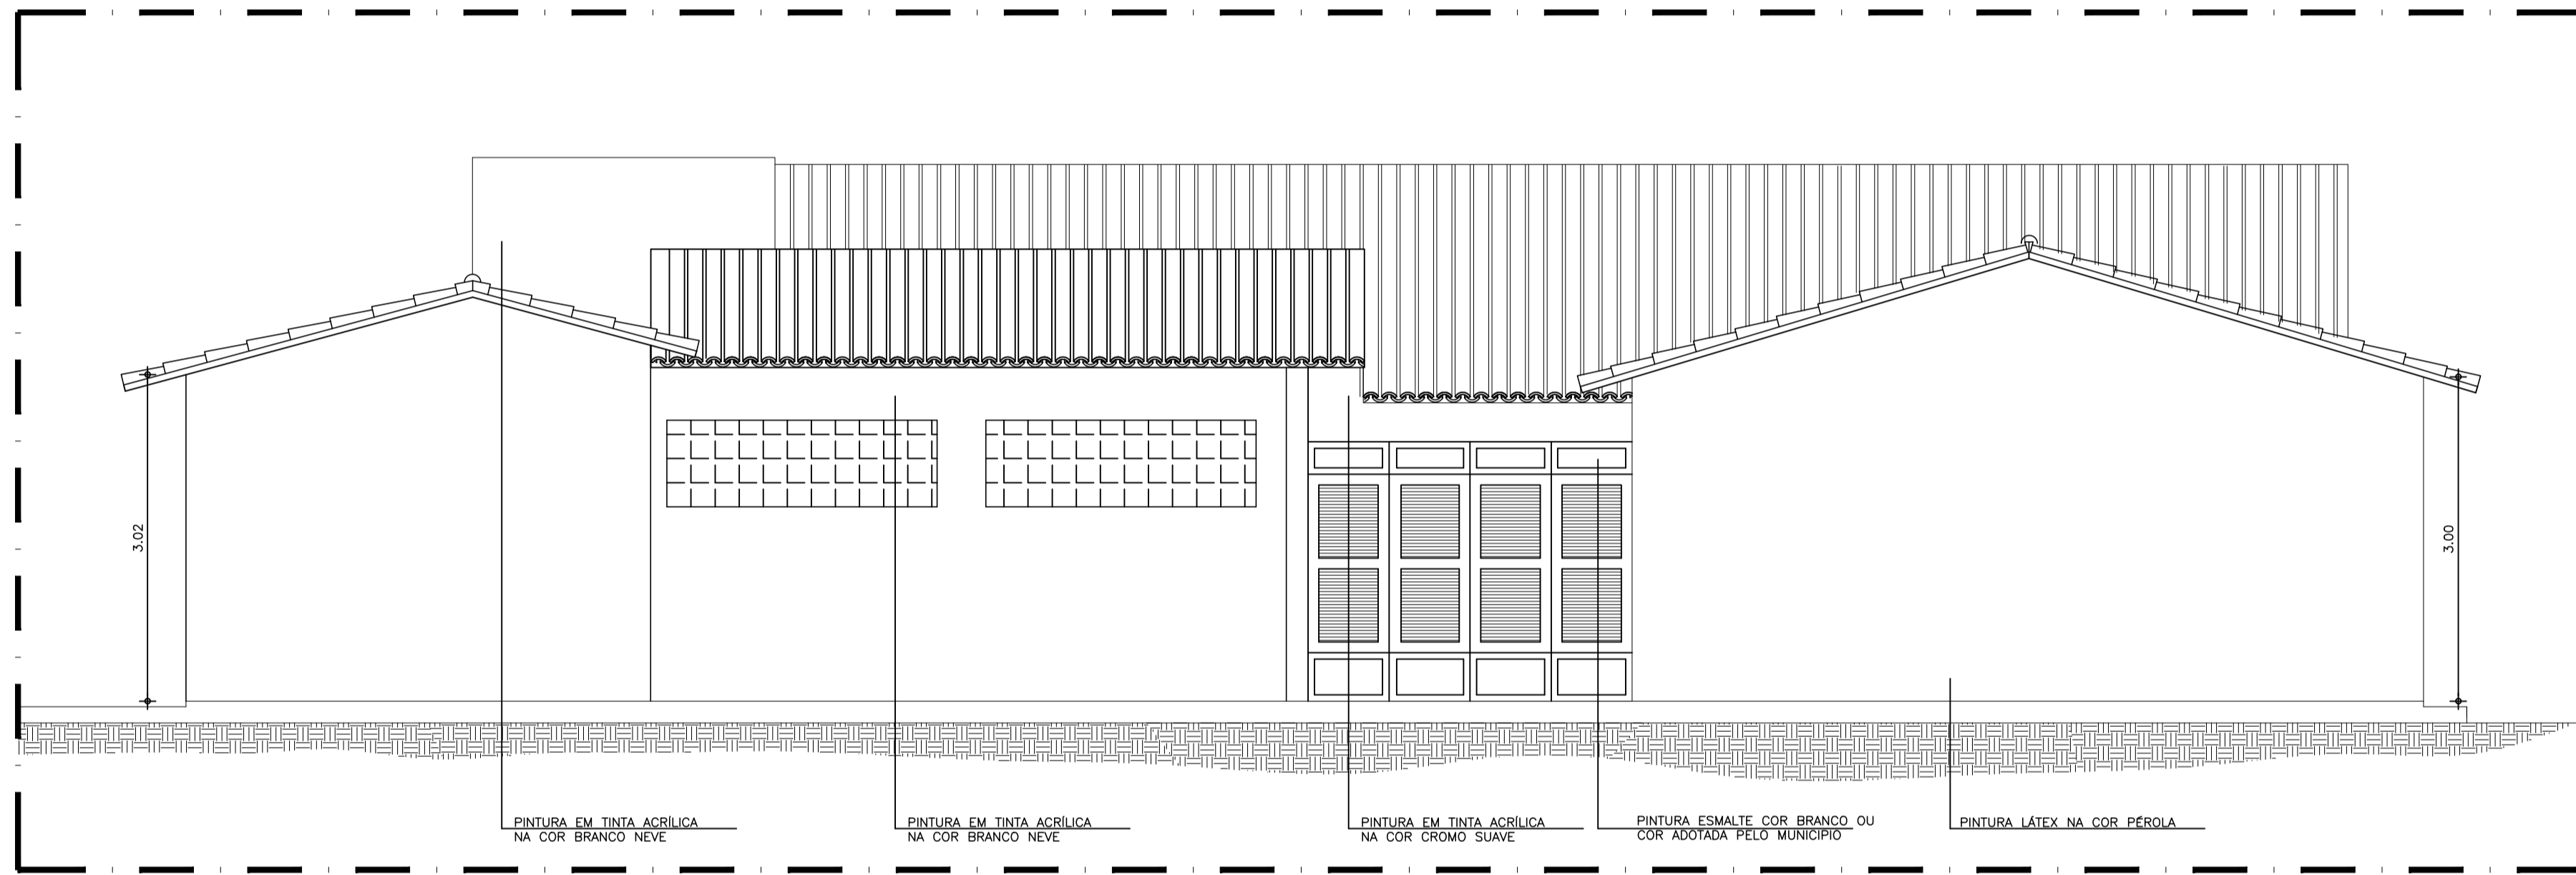 3.02
3.00
PINTURA EM TINTA ACRÍLICA
NA COR BRANCO NEVE
PINTURA EM TINTA ACRÍLICA
NA COR BRANCO NEVE
PINTURA EM TINTA ACRÍLICA
NA COR CROMO SUAVE
PINTURA ESMALTE COR BRANCO OU
COR ADOTADA PELO MUNICIPIO
PINTURA LÁTEX NA COR PÉROLA